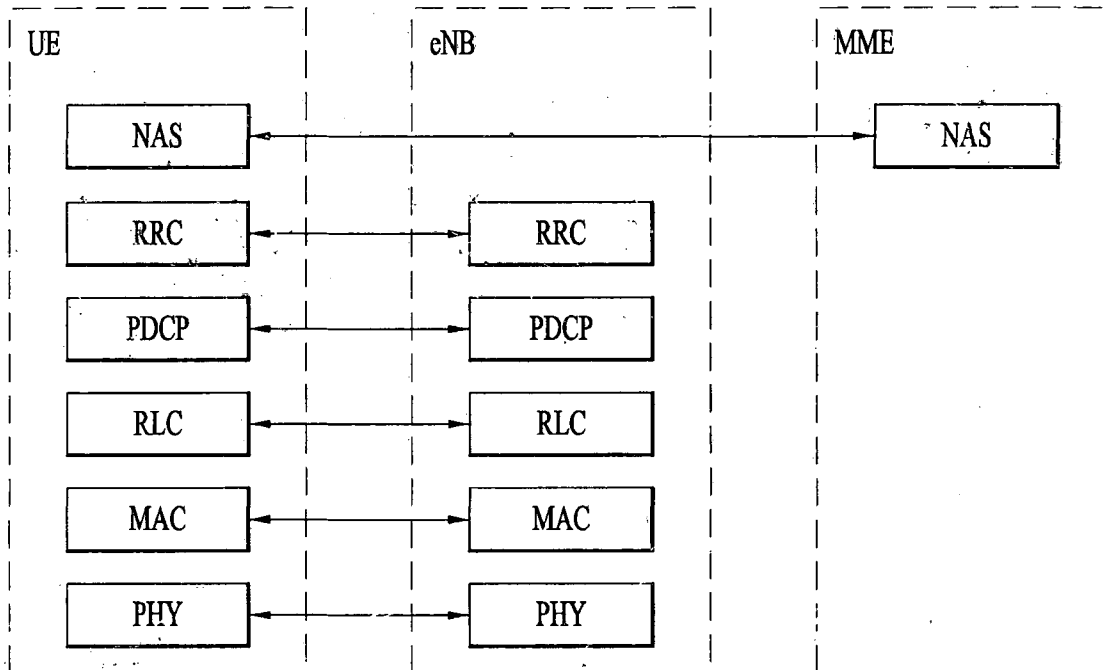 UE eNB MME
NAS NAS
RRC RRC
PDCP PDCP
RLC RLC
MAC MAC
PHY PHY